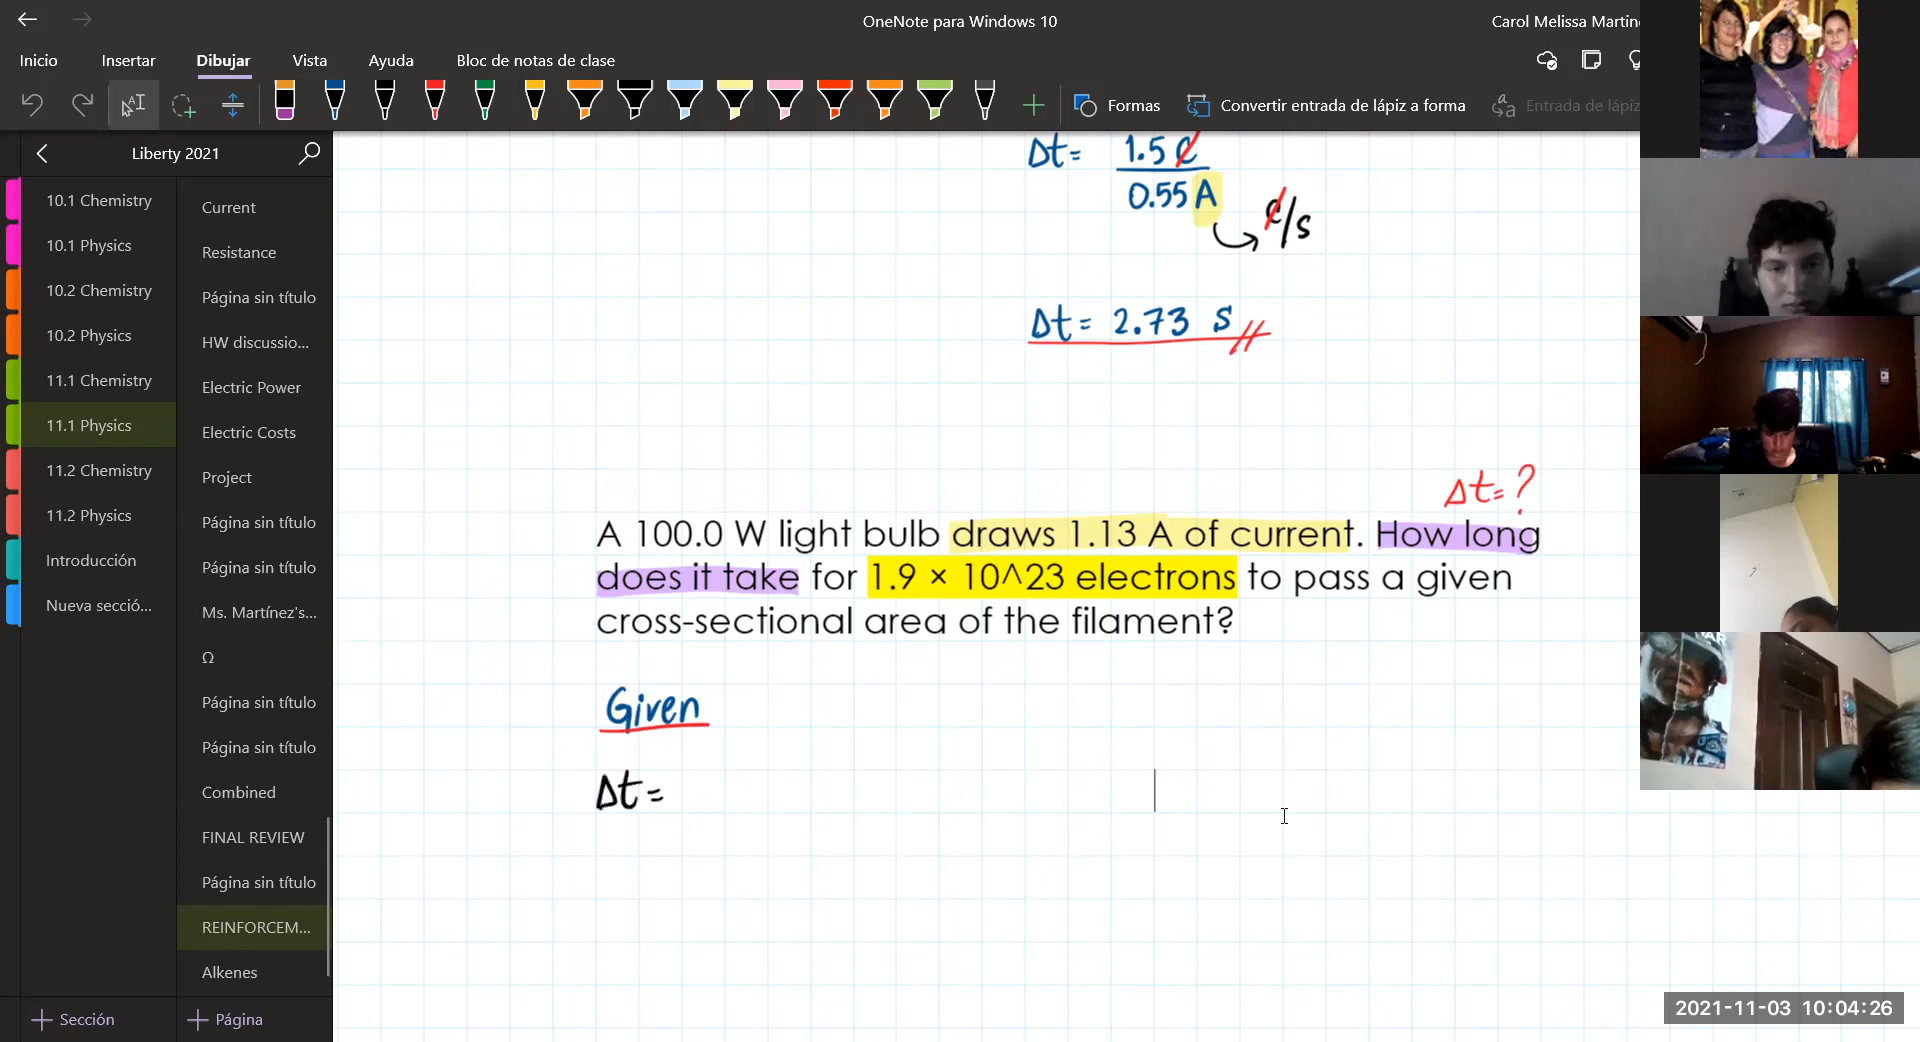 OneNote para Windows 10
Carol Melissa Martin
Inicio
Insertar
Dibujar
Vista
Ayuda
Bloc de notas de clase
Formas
Convertir entrada de lápiz a forma
Entrada de lápiz
Liberty 2021
10.1 Chemistry
10.1 Physics
10.2 Chemistry
10.2 Physics
11.1 Chemistry
11.1 Physics
11.2 Chemistry
11.2 Physics
Introducción
Nueva secció...
Sección
Current
Resistance
Página sin título
HW discussio...
Electric Power
Electric Costs
Project
Página sin título
Página sin título
Ms. Martínez's...
Ω
Página sin título
Página sin título
Combined
FINAL REVIEW
Página sin título
REINFORCEM...
Alkenes
Página
Δt= 1.5 C
0.55 A
C/s
Δt= 2.73 s
Δt=?
A 100.0 W light bulb draws 1.13 A of current. How long
does it take for 1.9 × 10^23 electrons to pass a given
cross-sectional area of the filament?
Given
Δt=
2021-11-03 10:04:26